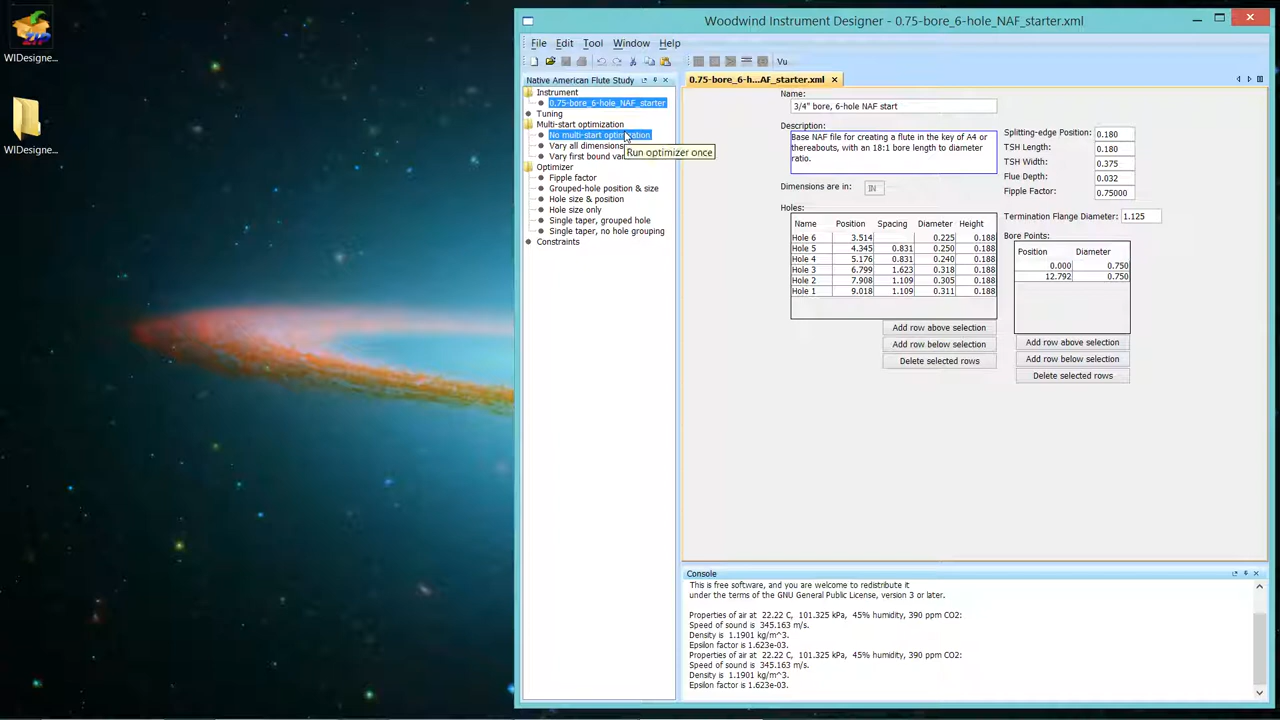 WIDesigne...
WIDesigne...
Woodwind Instrument Designer - 0.75-bore_6-hole_NAF_starter.xml
File Edit Tool Window Help
Vu
Native American Flute Study
Instrument
0.75-bore_6-hole_NAF_starter
Tuning
Multi-start optimization
No multi-start optimization
Vary all dimensions
Vary first bound var
Run optimizer once
Optimizer
Fipple factor
Grouped-hole position & size
Hole size & position
Hole size only
Single taper, grouped hole
Single taper, no hole grouping
Constraints
0.75-bore_6-h...AF_starter.xml
Name:
3/4" bore, 6-hole NAF start
Description:
Base NAF file for creating a flute in the key of A4 or
thereabouts, with an 18:1 bore length to diameter
ratio.
Dimensions are in: IN
Splitting-edge Position: 0.180
TSH Length: 0.180
TSH Width: 0.375
Flue Depth: 0.032
Fipple Factor: 0.75000
Termination Flange Diameter: 1.125
Holes:
Name Position Spacing Diameter Height
Hole 6 3.514 0.225 0.188
Hole 5 4.345 0.831 0.250 0.188
Hole 4 5.176 0.831 0.240 0.188
Hole 3 6.799 1.623 0.318 0.188
Hole 2 7.908 1.109 0.305 0.188
Hole 1 9.018 1.109 0.311 0.188
Add row above selection
Add row below selection
Delete selected rows
Bore Points:
Position Diameter
0.000 0.750
12.792 0.750
Add row above selection
Add row below selection
Delete selected rows
Console
This is free software, and you are welcome to redistribute it
under the terms of the GNU General Public License, version 3 or later.
Properties of air at 22.22 C, 101.325 kPa, 45% humidity, 390 ppm CO2:
Speed of sound is 345.163 m/s.
Density is 1.1901 kg/m^3.
Epsilon factor is 1.623e-03.
Properties of air at 22.22 C, 101.325 kPa, 45% humidity, 390 ppm CO2:
Speed of sound is 345.163 m/s.
Density is 1.1901 kg/m^3.
Epsilon factor is 1.623e-03.